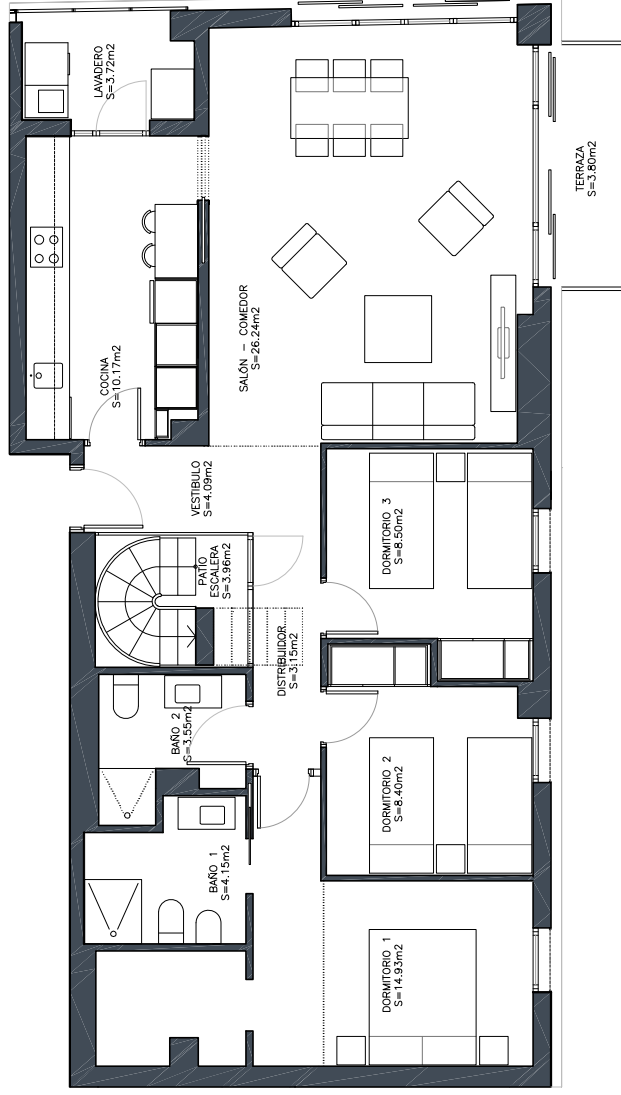 LAVADERO
S=3.72m2
TERRAZA
S=3.80m2
COCINA
S=10.17m2
SALÓN - COMEDOR
S=26.24m2
VESTIBULO
S=4.09m2
PATIO
ESCALERA
S=3.96m2
DORMITORIO 3
S=8.50m2
DISTRIBUIDOR
S=3.15m2
BAÑO 2
S=3.55m2
DORMITORIO 2
S=8.40m2
BAÑO 1
S=4.15m2
DORMITORIO 1
S=14.93m2